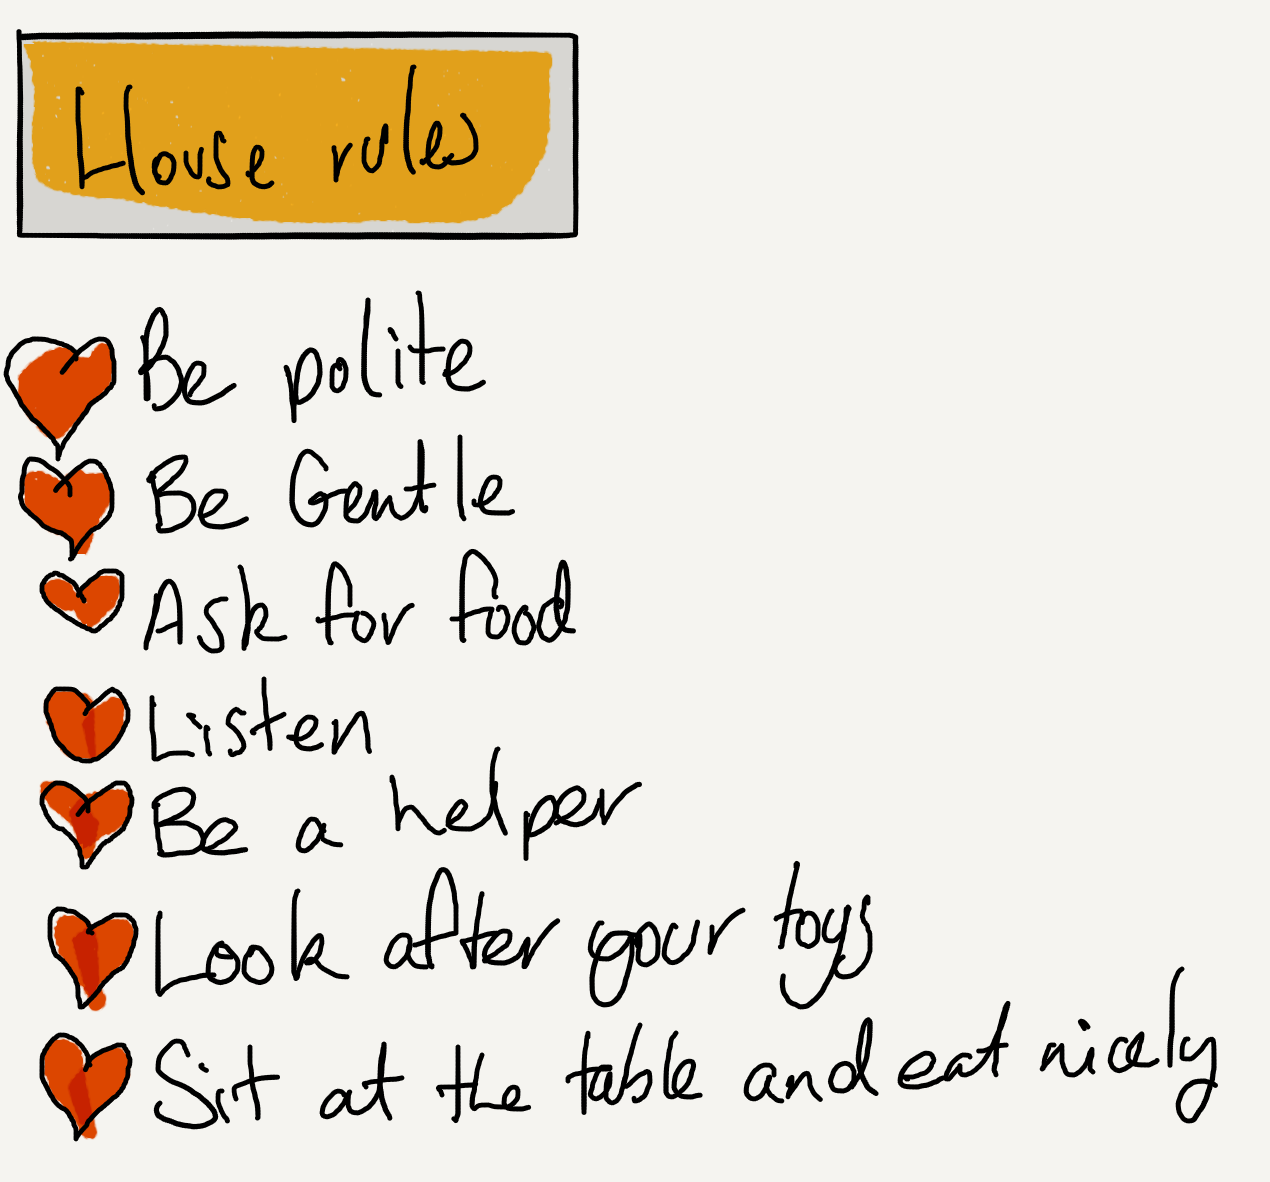 House rules
Be polite
Be Gentle
Ask for food
Listen
Be a helper
Look after your toys
Sit at the table and eat nicely